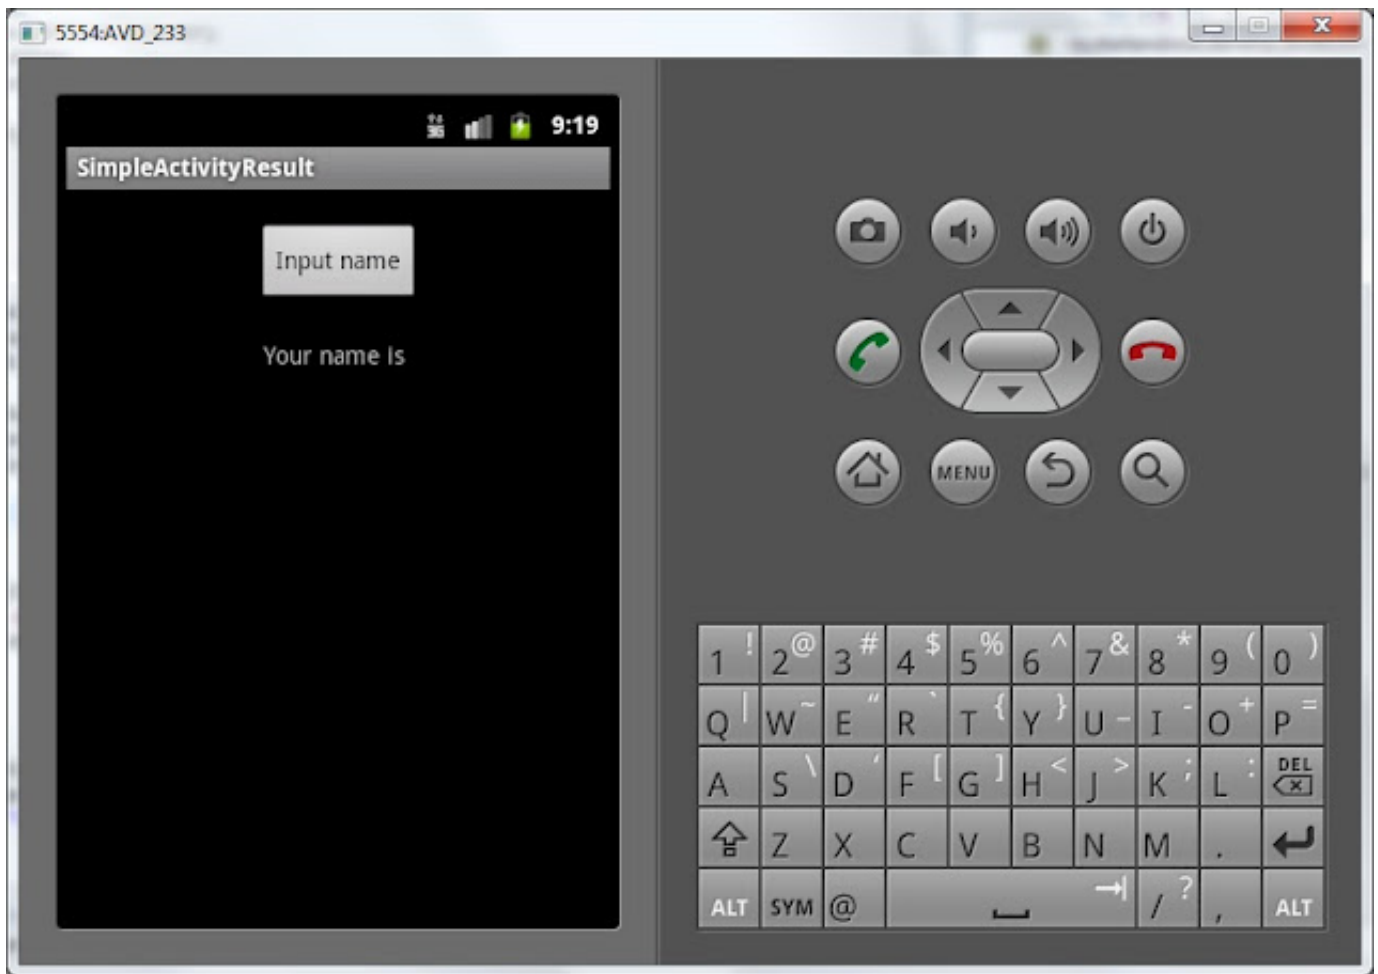 5554:AVD_233
3G 9:19
SimpleActivityResult
Input name
Your name is
MENU
1 ! 2 @ 3 # 4 $ 5 % 6 ^ 7 & 8 * 9 ( 0 )
Q | W ~ E " R ` T { Y } U _ I - O + P =
A S \ D ' F [ G ] H < J > K ; L : DEL
Z X C V B N M .
ALT SYM @ / ? , ALT